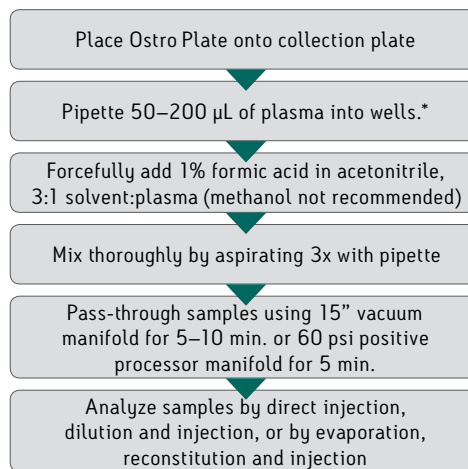 Place Ostro Plate onto collection plate
Pipette 50–200 µL of plasma into wells.*
Forcefully add 1% formic acid in acetonitrile,
3:1 solvent:plasma (methanol not recommended)
Mix thoroughly by aspirating 3x with pipette
Pass-through samples using 15” vacuum
manifold for 5–10 min. or 60 psi positive
processor manifold for 5 min.
Analyze samples by direct injection,
dilution and injection, or by evaporation,
reconstitution and injection